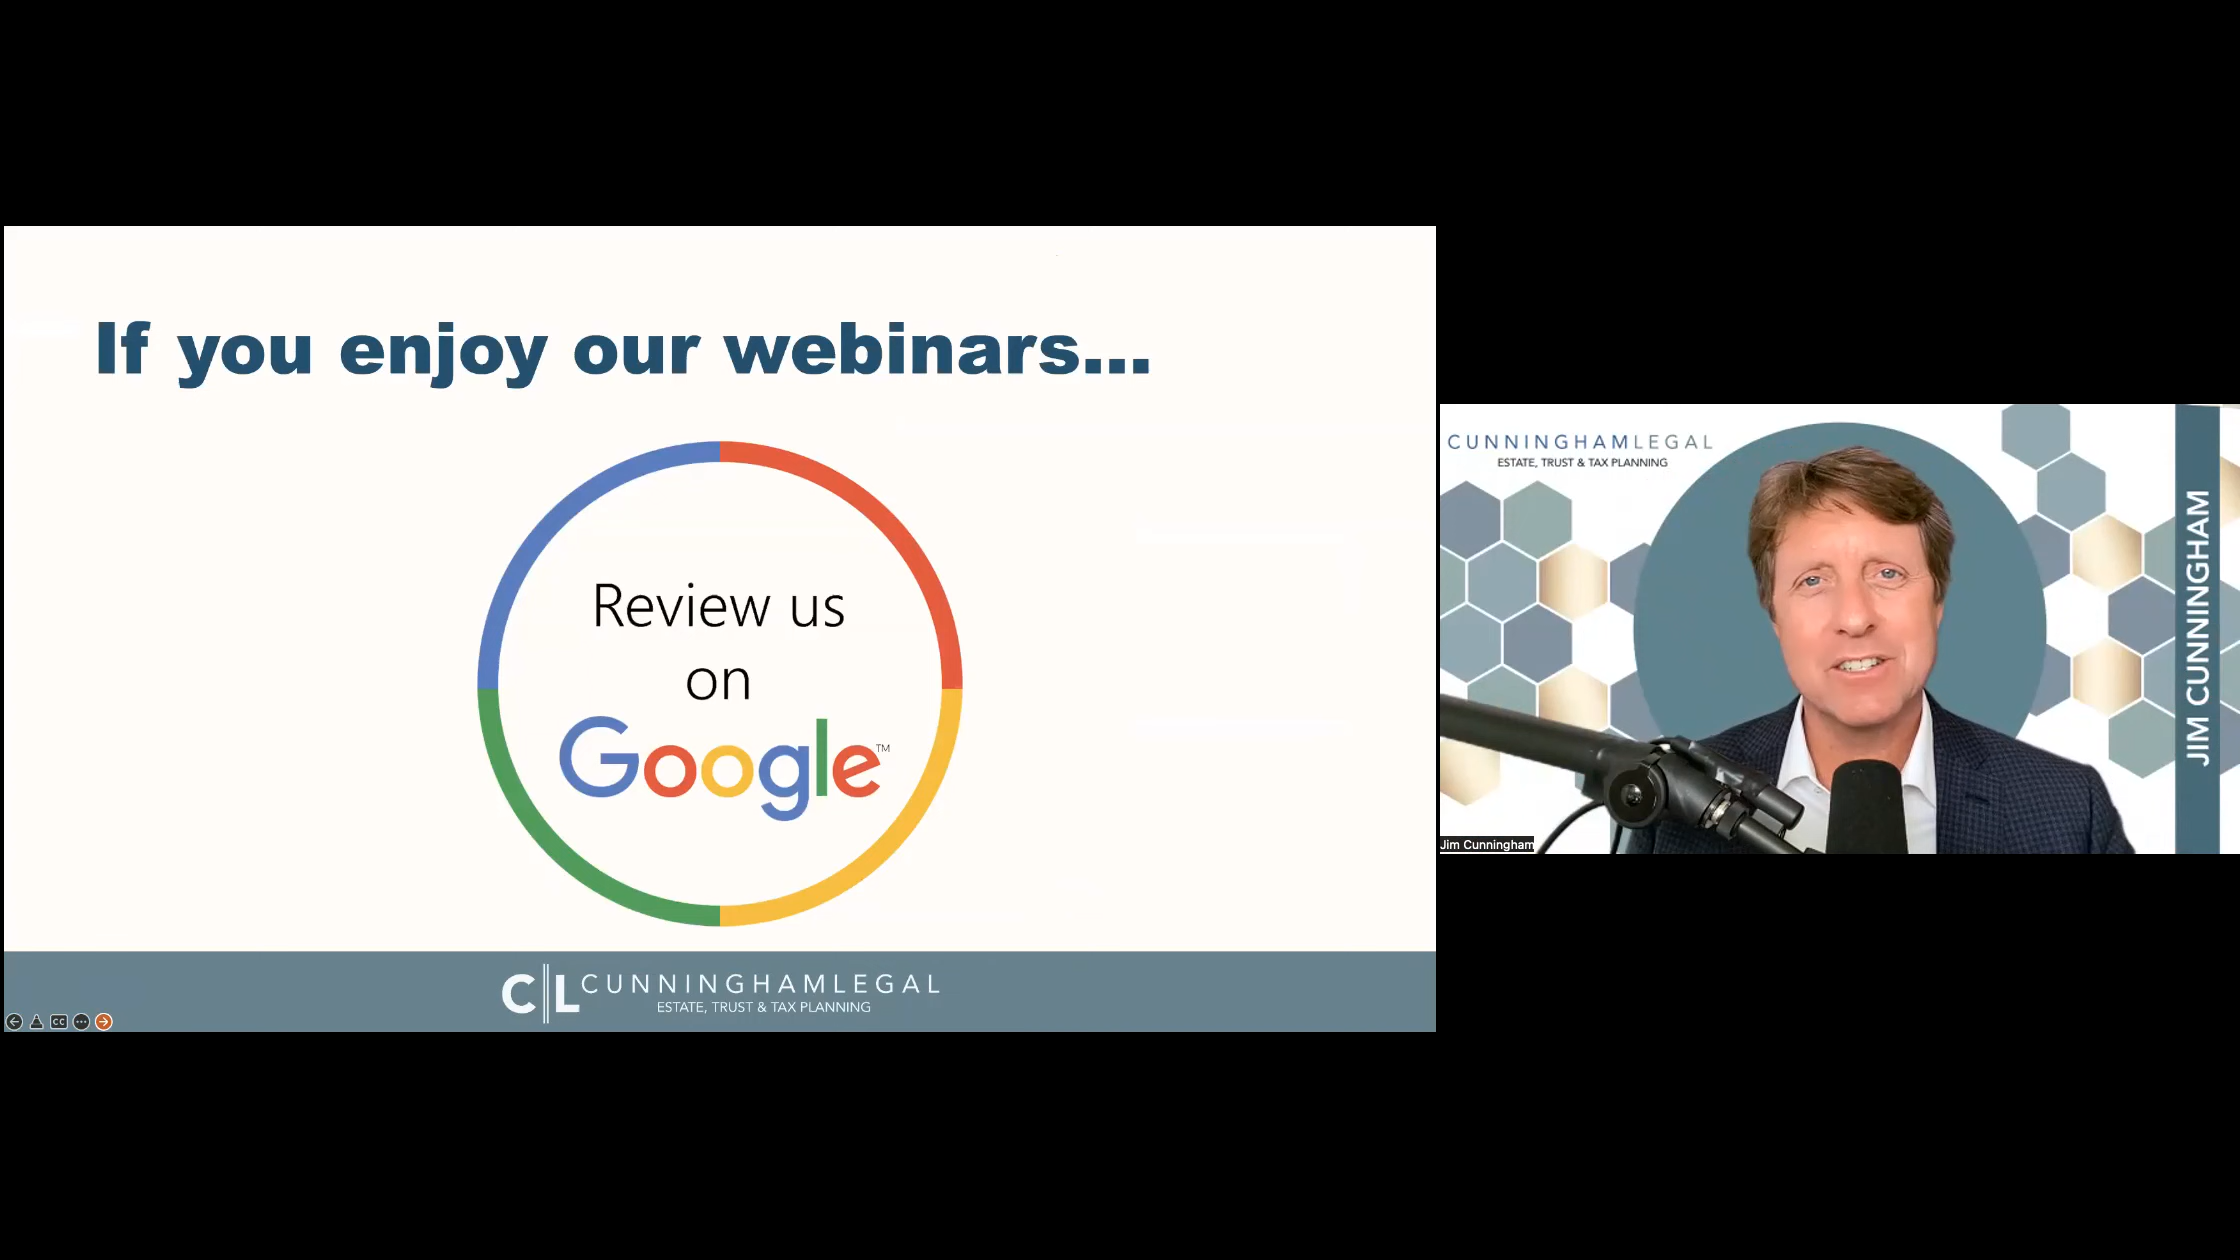 If you enjoy our webinars...
Review us
on
Google™
C||L CUNNINGHAMLEGAL
ESTATE, TRUST & TAX PLANNING
CC
CUNNINGHAMLEGAL
ESTATE, TRUST & TAX PLANNING
JIM CUNNINGHAM
Jim Cunningham